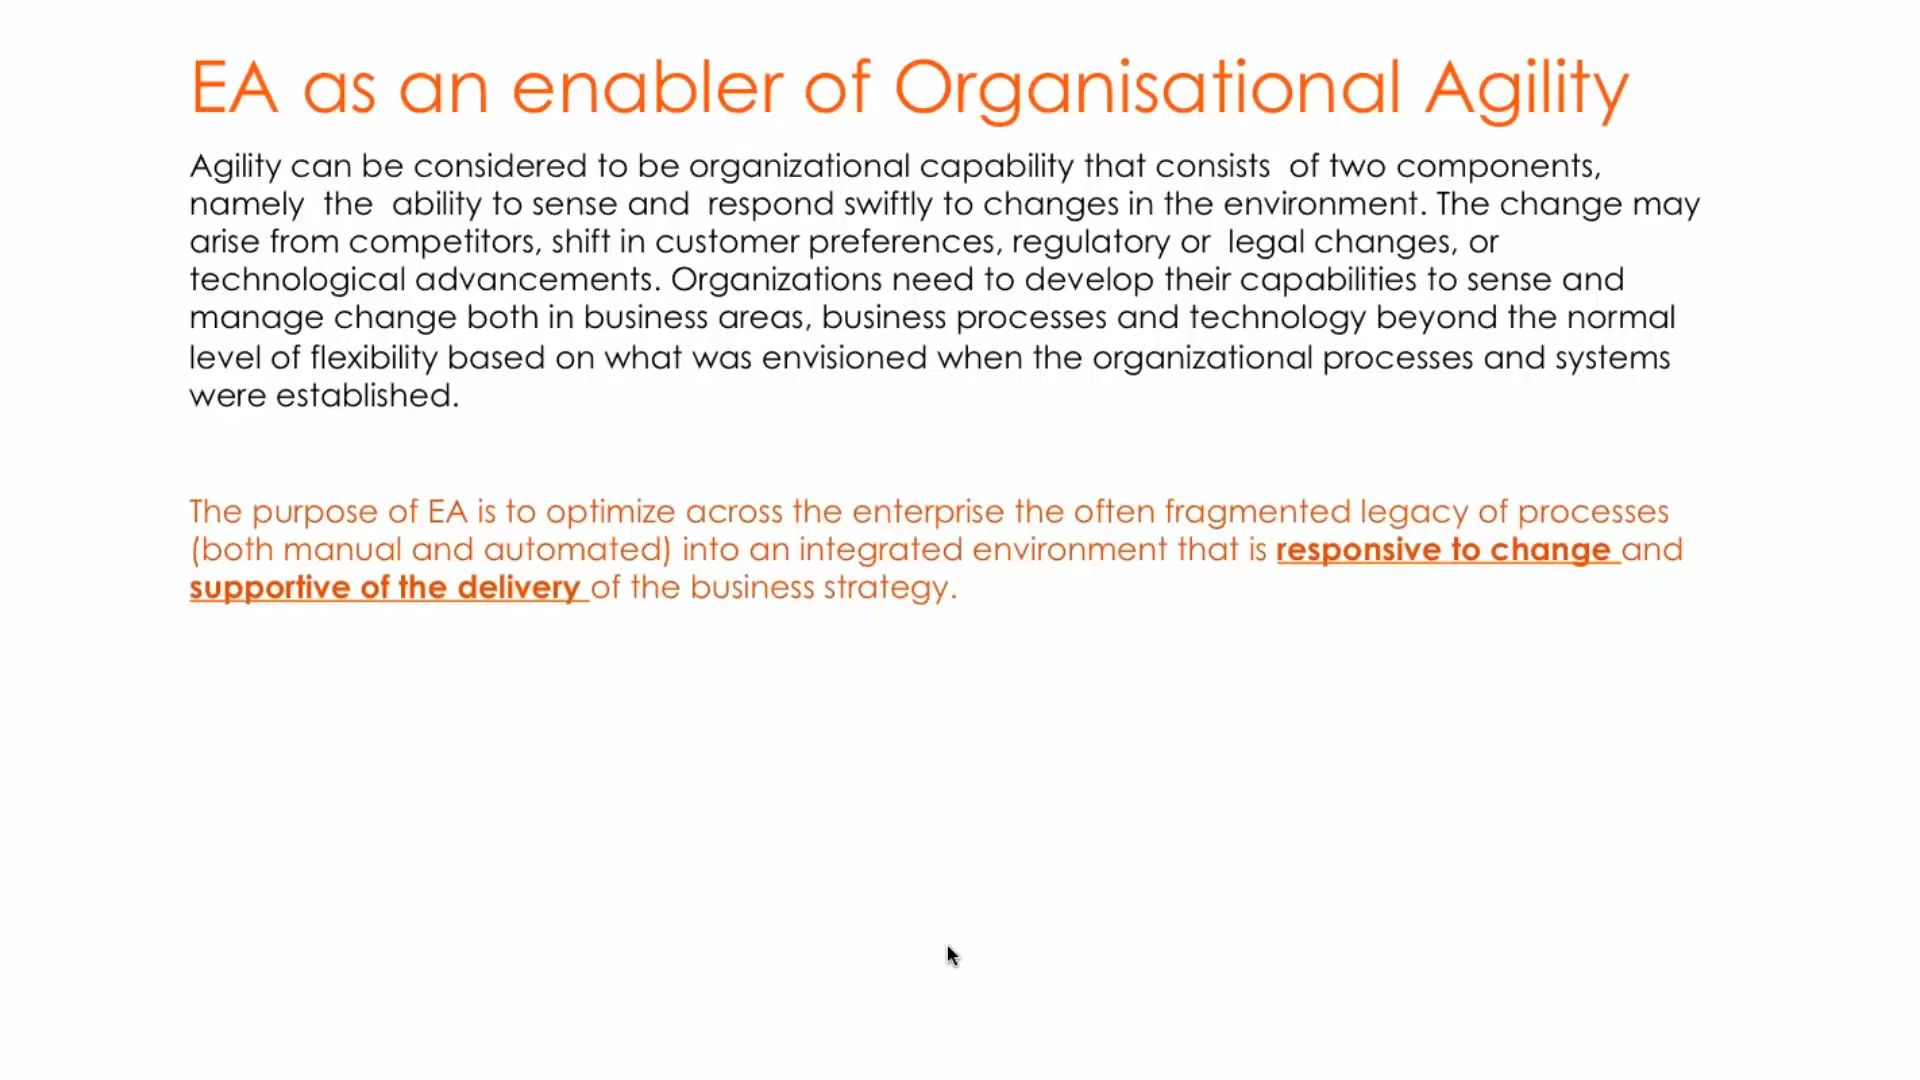 EA as an enabler of Organisational Agility
Agility can be considered to be organizational capability that consists  of two components,
namely  the  ability to sense and  respond swiftly to changes in the environment. The change may
arise from competitors, shift in customer preferences, regulatory or  legal changes, or
technological advancements. Organizations need to develop their capabilities to sense and
manage change both in business areas, business processes and technology beyond the normal
level of flexibility based on what was envisioned when the organizational processes and systems
were established.
The purpose of EA is to optimize across the enterprise the often fragmented legacy of processes
(both manual and automated) into an integrated environment that is responsive to change and
supportive of the delivery of the business strategy.